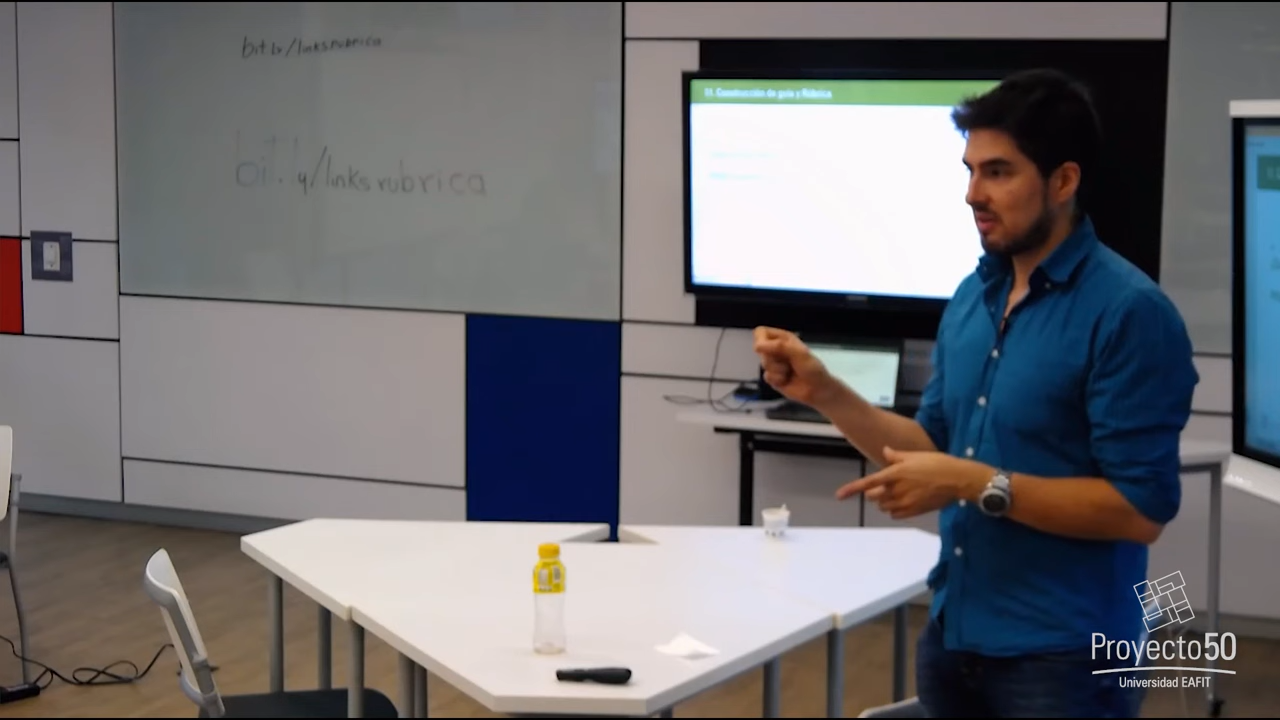 bit.ly/linksrubrica
bit.ly/linksrubrica
11. Construcción de guía y Rúbrica
Proyecto50
Universidad EAFIT